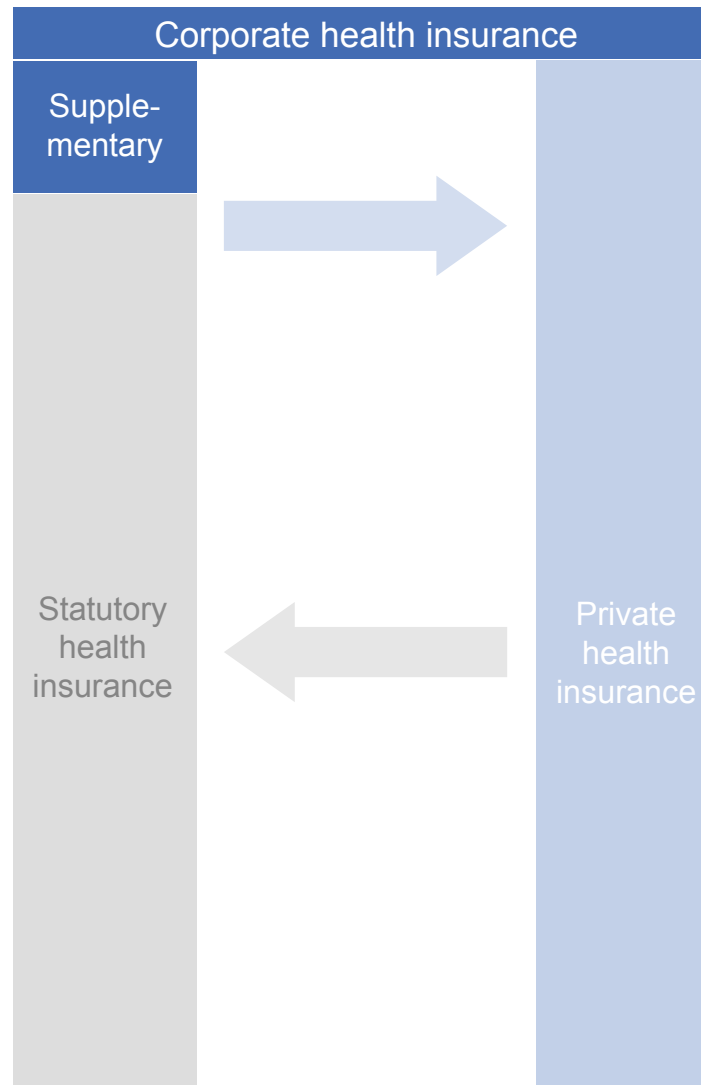 Corporate health insurance
Supple-
mentary
Statutory
health
insurance
Private
health
insurance